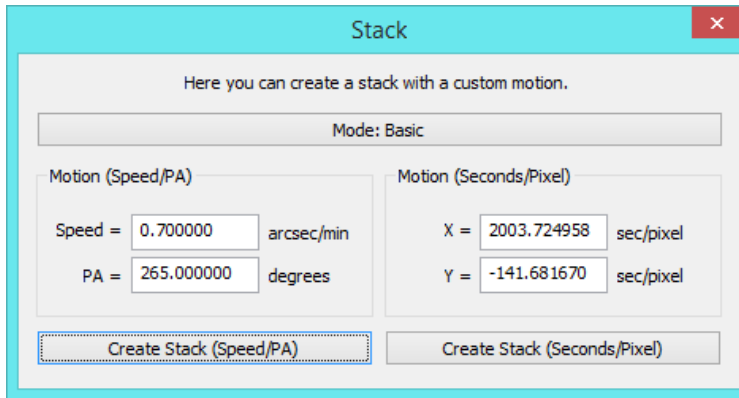 Stack
Here you can create a stack with a custom motion.
Mode: Basic
Motion (Speed/PA)
Speed = 0.700000 arcsec/min
PA = 265.000000 degrees
Create Stack (Speed/PA)
Motion (Seconds/Pixel)
X = 2003.724958 sec/pixel
Y = -141.681670 sec/pixel
Create Stack (Seconds/Pixel)